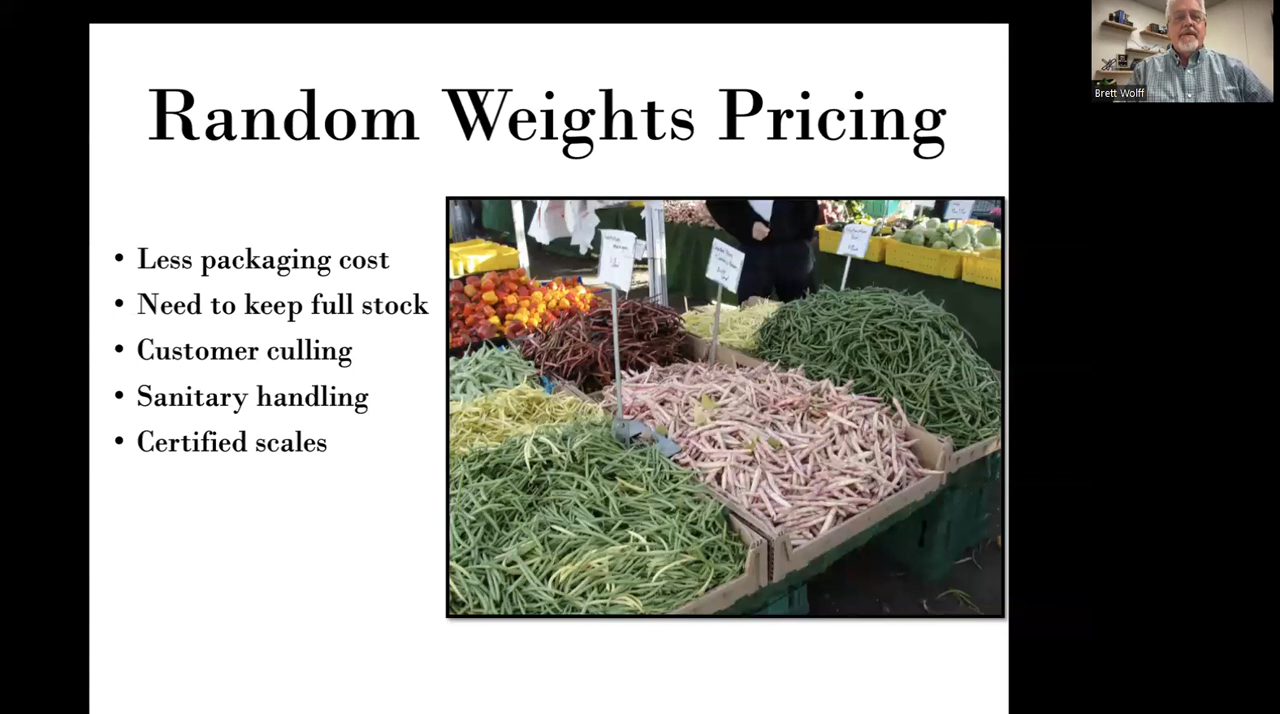 Random Weights Pricing
• Less packaging cost
• Need to keep full stock
• Customer culling
• Sanitary handling
• Certified scales
Brett Wolff